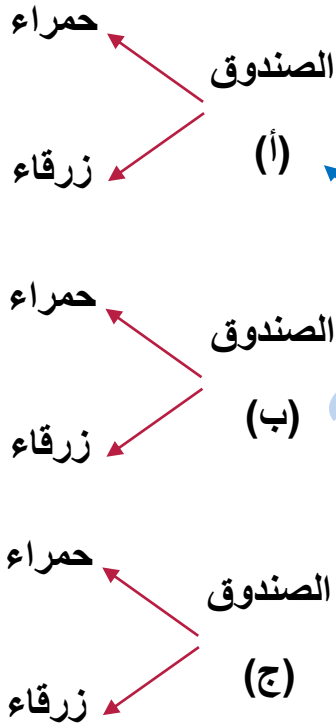 الصندوق
(أ)
حمراء
زرقاء
الصندوق
(ب)
حمراء
زرقاء
الصندوق
(ج)
حمراء
زرقاء